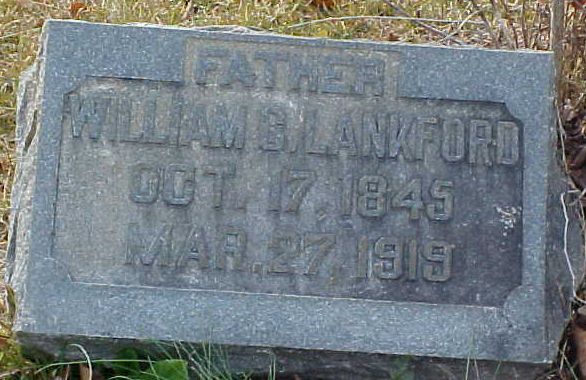 FATHER
WILLIAM C. LANKFORD
OCT. 17, 1845
MAR. 27, 1919